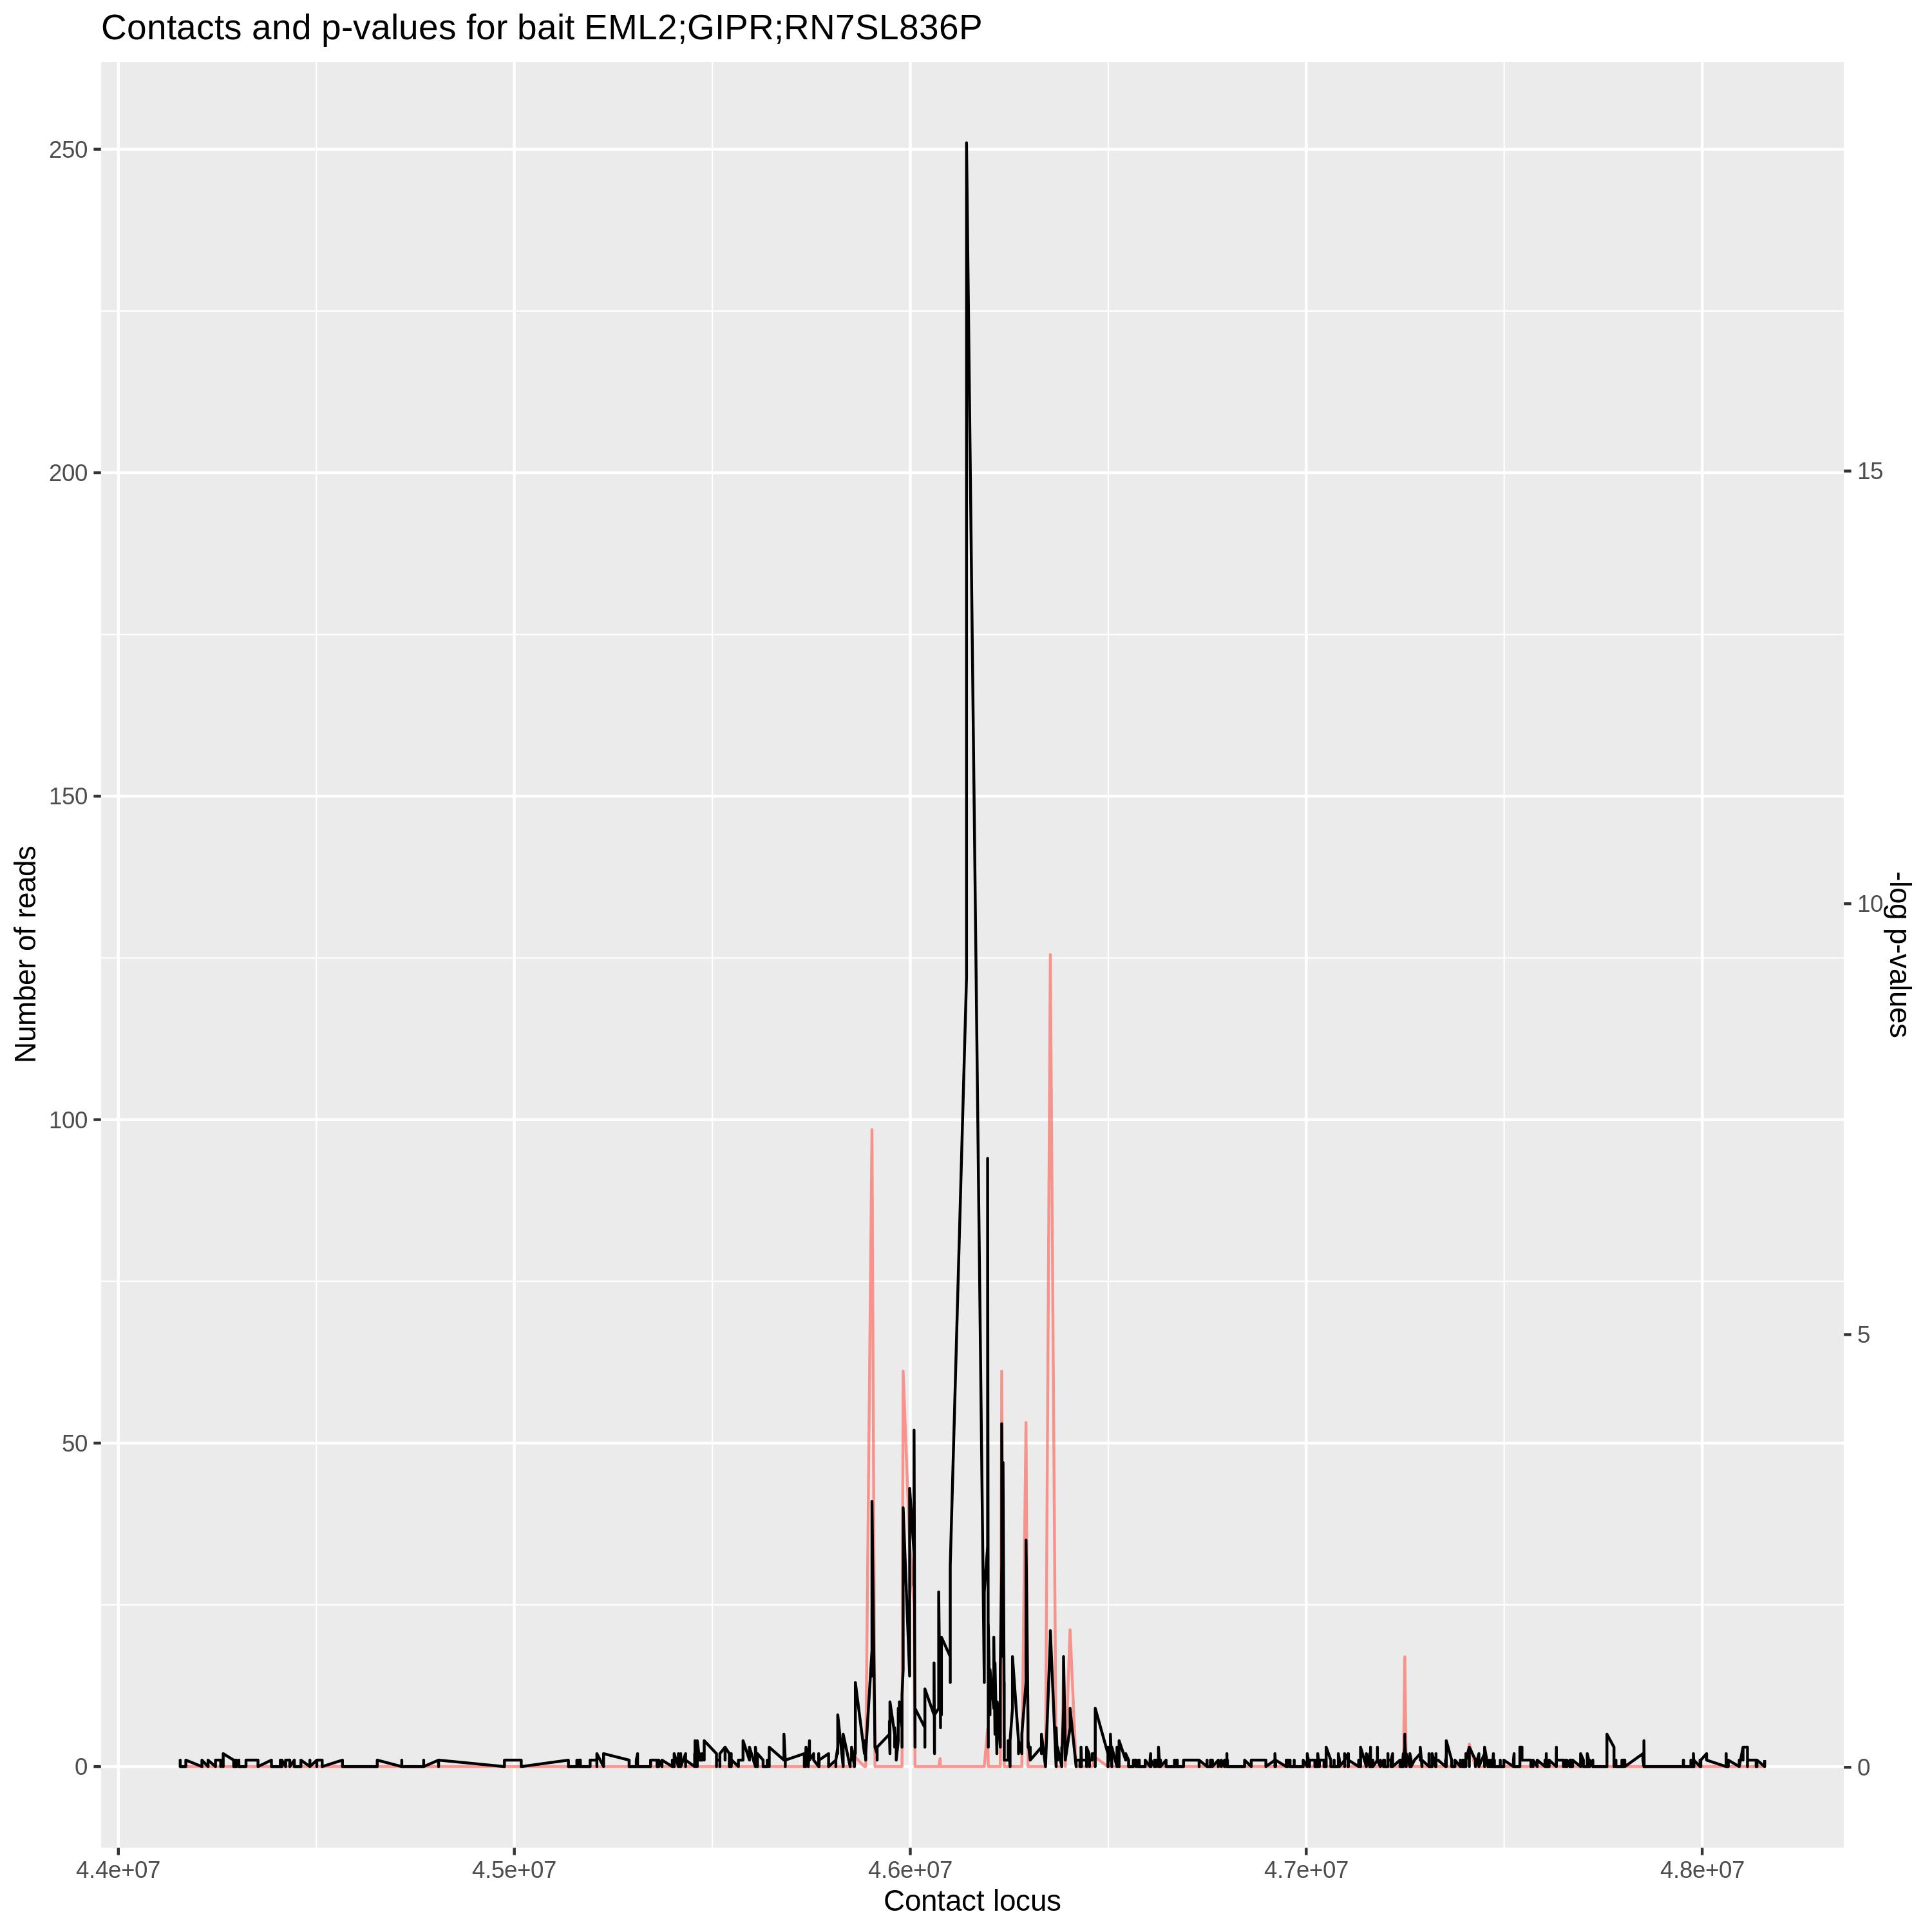 Contacts and p-values for bait EML2;GIPR;RN7SL836P
250
200
150
100
50
0
15
10
5
0
Number of reads
-log p-values
4.4e+07 4.5e+07 4.6e+07 4.7e+07 4.8e+07
Contact locus